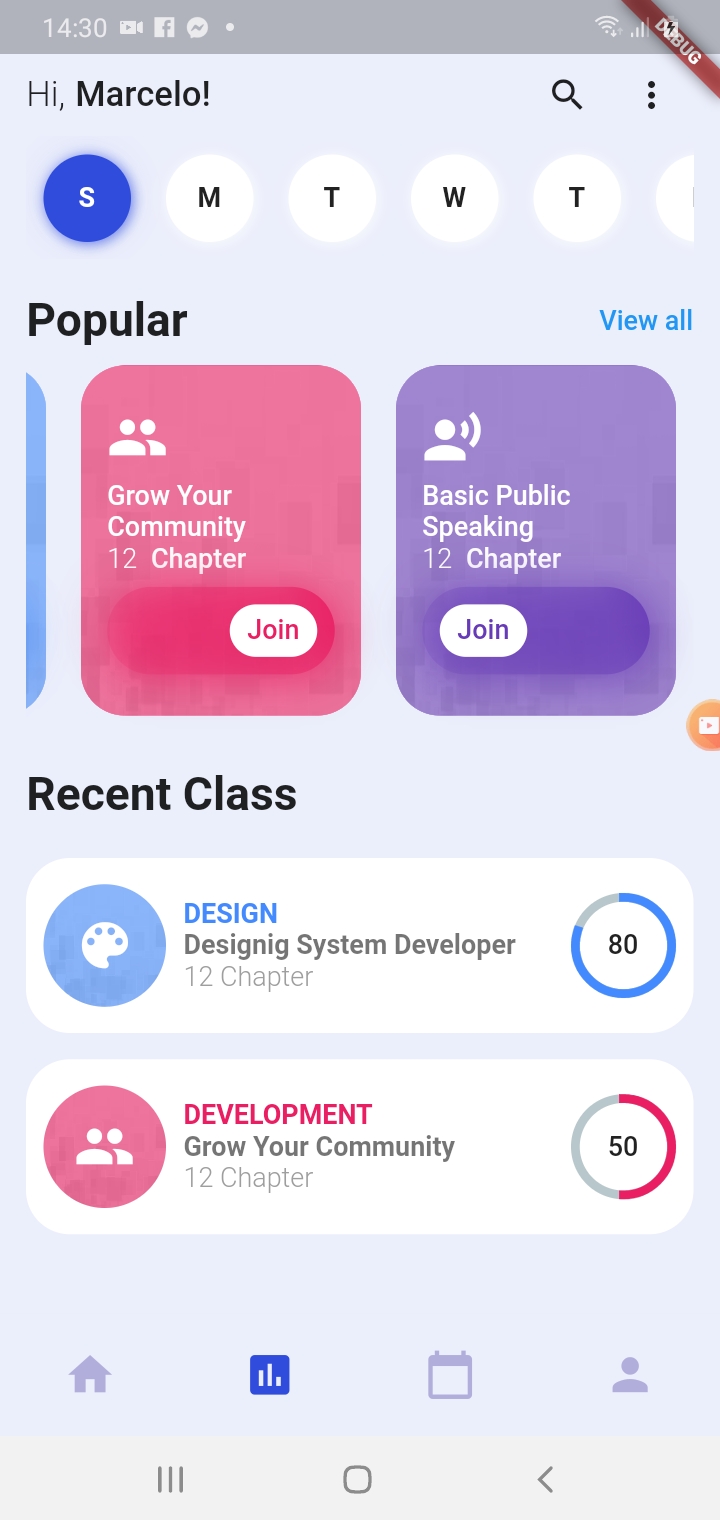 14:30
DEBUG
Hi, Marcelo!
S M T W T
Popular
View all
Grow Your
Community
12 Chapter
Join
Basic Public
Speaking
12 Chapter
Join
Recent Class
DESIGN
Designig System Developer
12 Chapter
80
DEVELOPMENT
Grow Your Community
12 Chapter
50